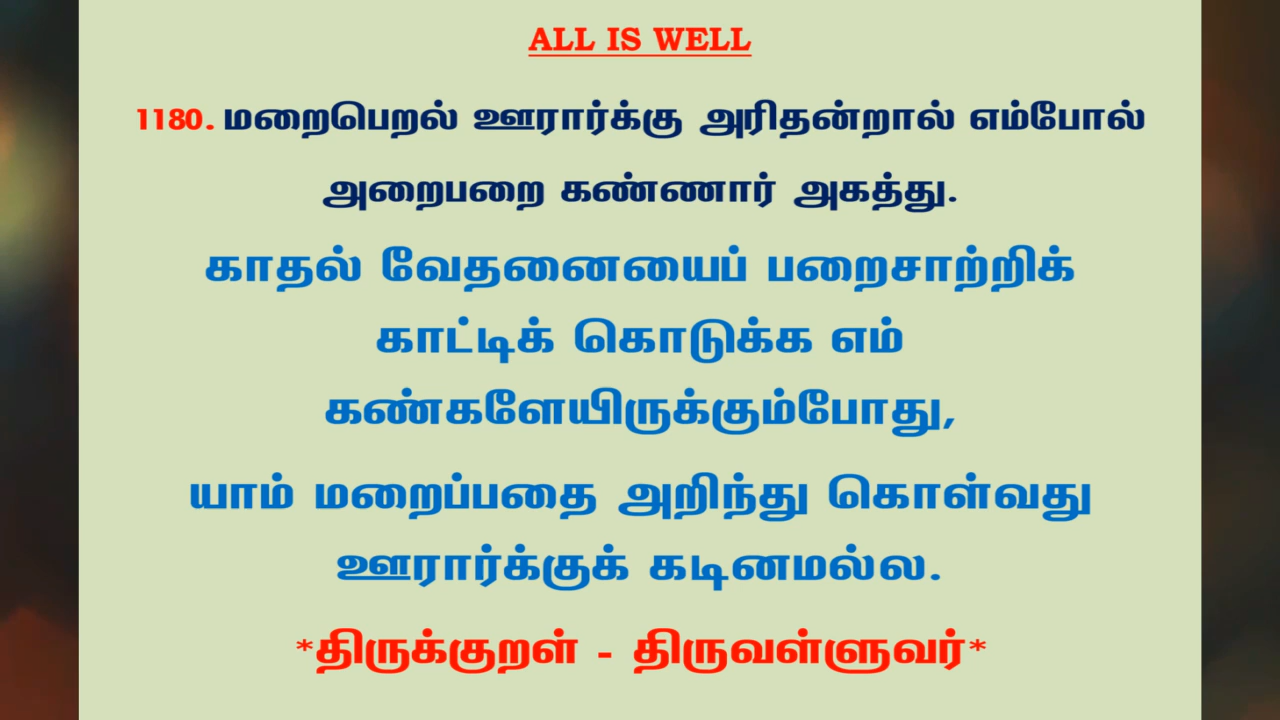 ALL IS WELL
1180. மறைபெறல் ஊரார்க்கு அரிதன்றால் எம்போல்
அறைபறை கண்ணார் அகத்து.
காதல் வேதனையைப் பறைசாற்றிக்
காட்டிக் கொடுக்க எம்
கண்களேயிருக்கும்போது,
யாம் மறைப்பதை அறிந்து கொள்வது
ஊரார்க்குக் கடினமல்ல.
*திருக்குறள் - திருவள்ளுவர்*